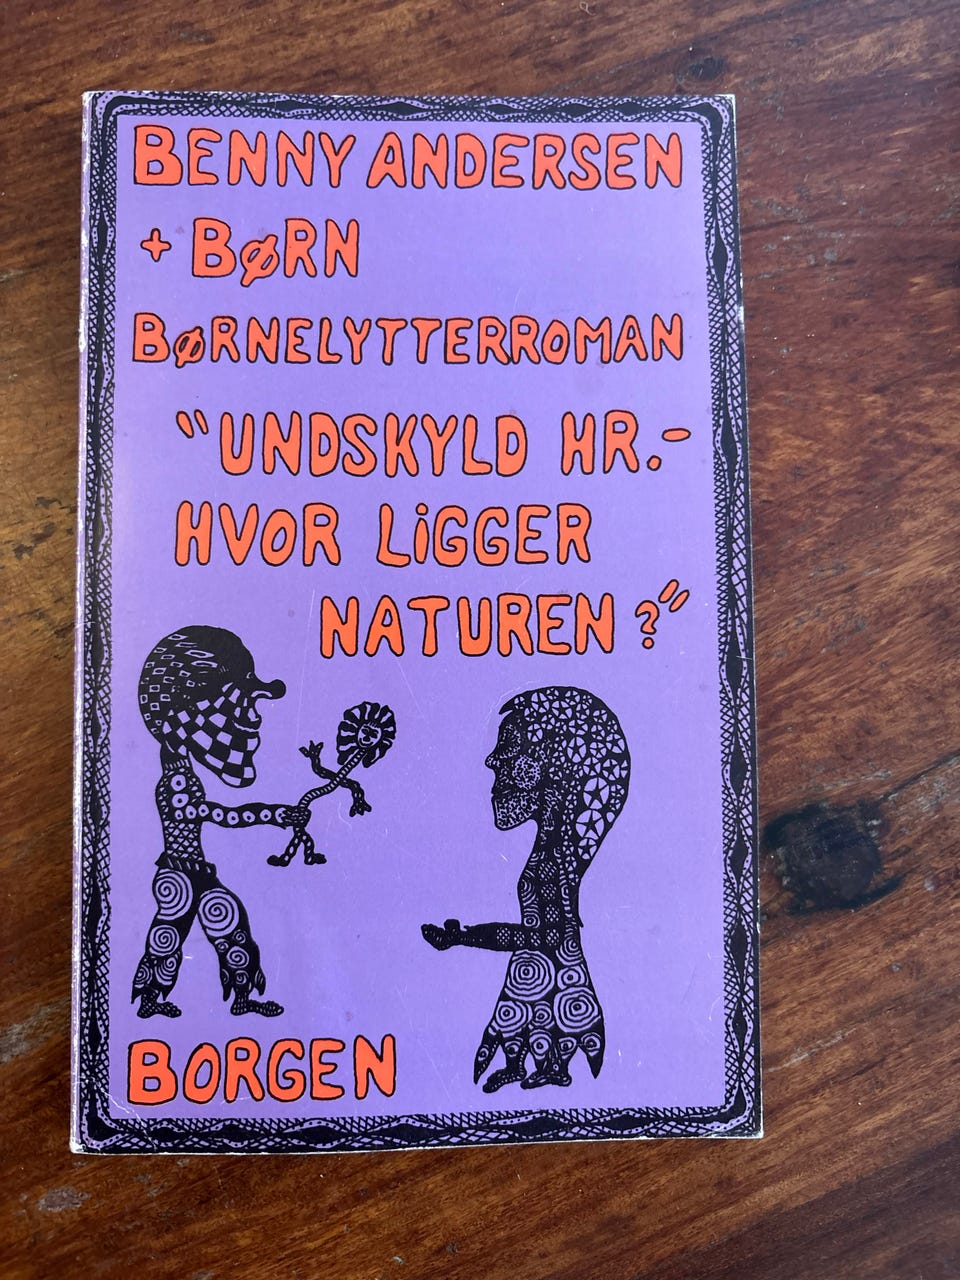 BENNY ANDERSEN
+ BØRN
BØRNELYTTERROMAN
"UNDSKYLD HR.-
HVOR LiGGER
NATUREN?"
BORGEN